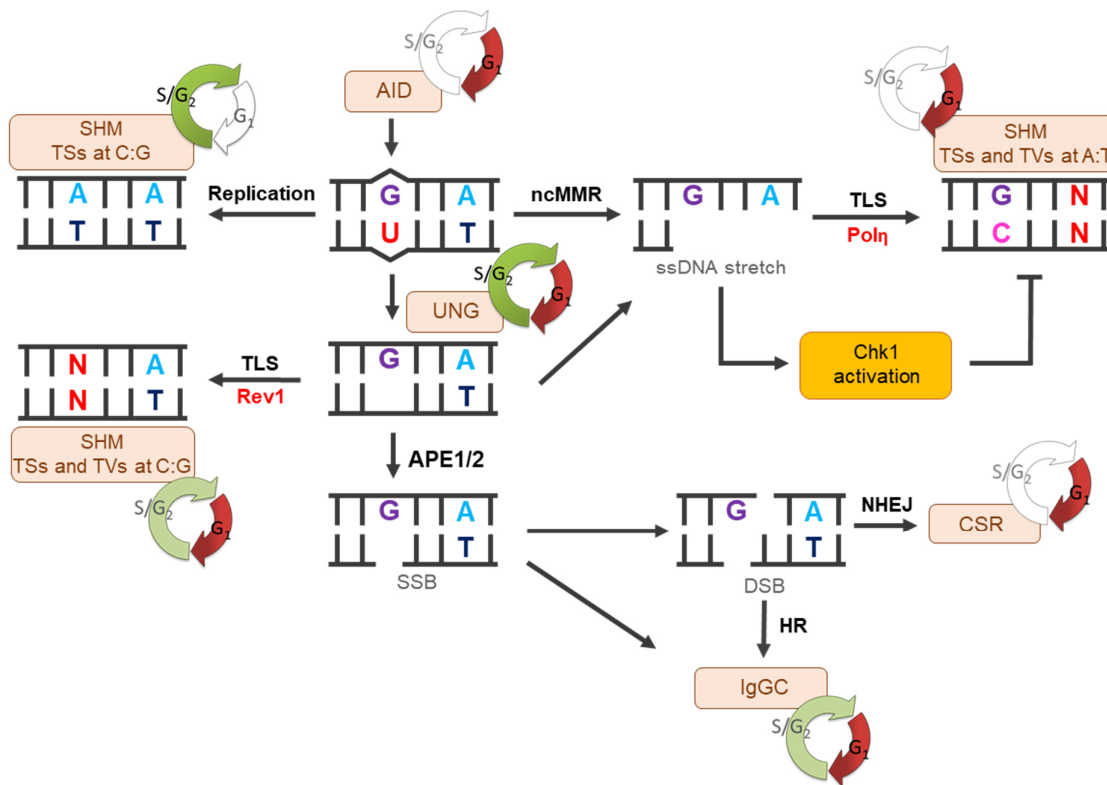 S/G2
G1
AID
S/G2
G1
SHM
TSs at C:G
A A
T T
Replication
G A
U T
ncMMR
G A
ssDNA stretch
TLS
Polη
S/G2
G1
SHM
TSs and TVs at A:T
G N
C N
S/G2
G1
UNG
Chk1
activation
N A
N T
TLS
Rev1
G A
T
SHM
TSs and TVs at C:G
S/G2
G1
APE1/2
G A
T
SSB
G A
T
DSB
NHEJ
S/G2
G1
CSR
HR
IgGC
S/G2
G1